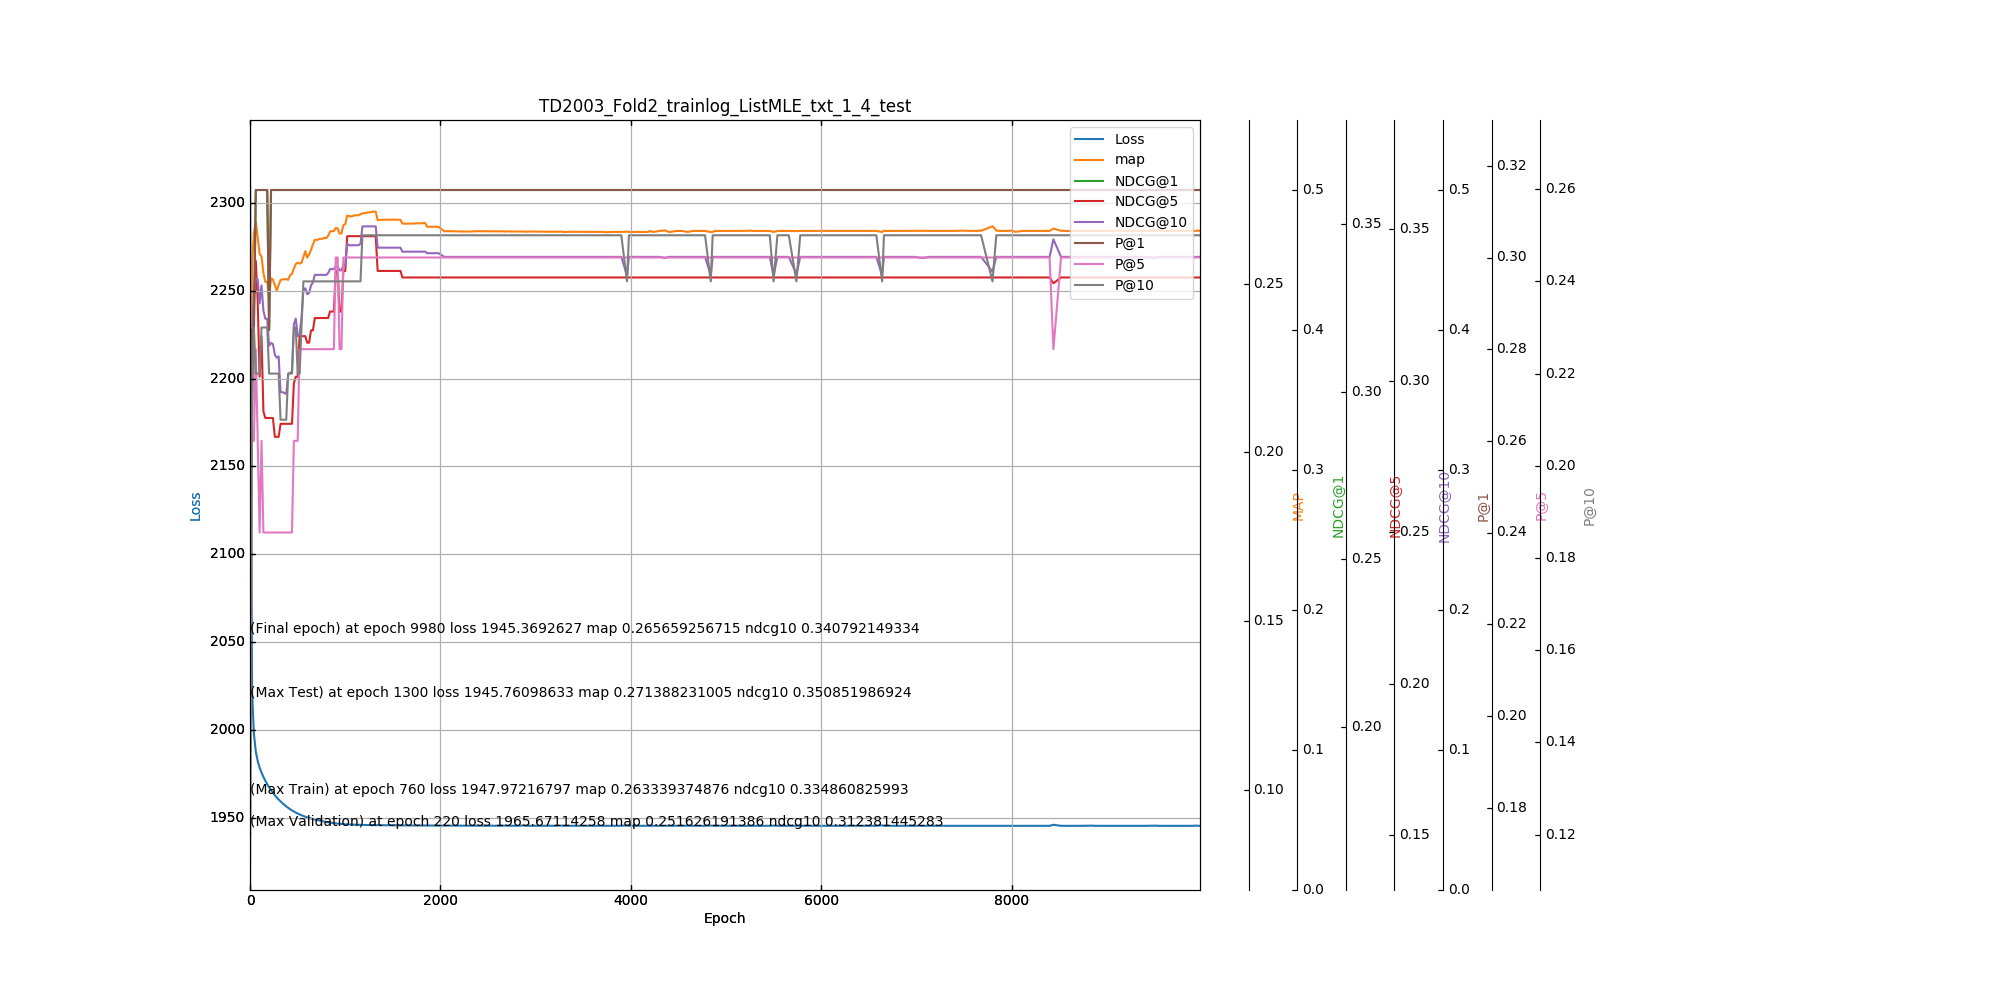 TD2003_Fold2_trainlog_ListMLE_txt_1_4_test
Loss
map
NDCG@1
NDCG@5
NDCG@10
P@1
P@5
P@10
2300
2250
2200
2150
2100
2050
2000
1950
Loss
(Final epoch) at epoch 9980 loss 1945.3692627 map 0.265659256715 ndcg10 0.340792149334
(Max Test) at epoch 1300 loss 1945.76098633 map 0.271388231005 ndcg10 0.350851986924
(Max Train) at epoch 760 loss 1947.97216797 map 0.263339374876 ndcg10 0.334860825993
(Max Validation) at epoch 220 loss 1965.67114258 map 0.251626191386 ndcg10 0.312381445283
0 2000 4000 6000 8000
Epoch
0.25
0.20
0.15
0.10
MAP
0.5
0.4
0.3
0.2
0.1
0.0
NDCG@1
0.35
0.30
0.25
0.20
NDCG@5
0.35
0.30
0.25
0.20
0.15
NDCG@10
0.5
0.4
0.3
0.2
0.1
0.0
P@1
0.32
0.30
0.28
0.26
0.24
0.22
0.20
0.18
P@5
0.26
0.24
0.22
0.20
0.18
0.16
0.14
0.12
P@10